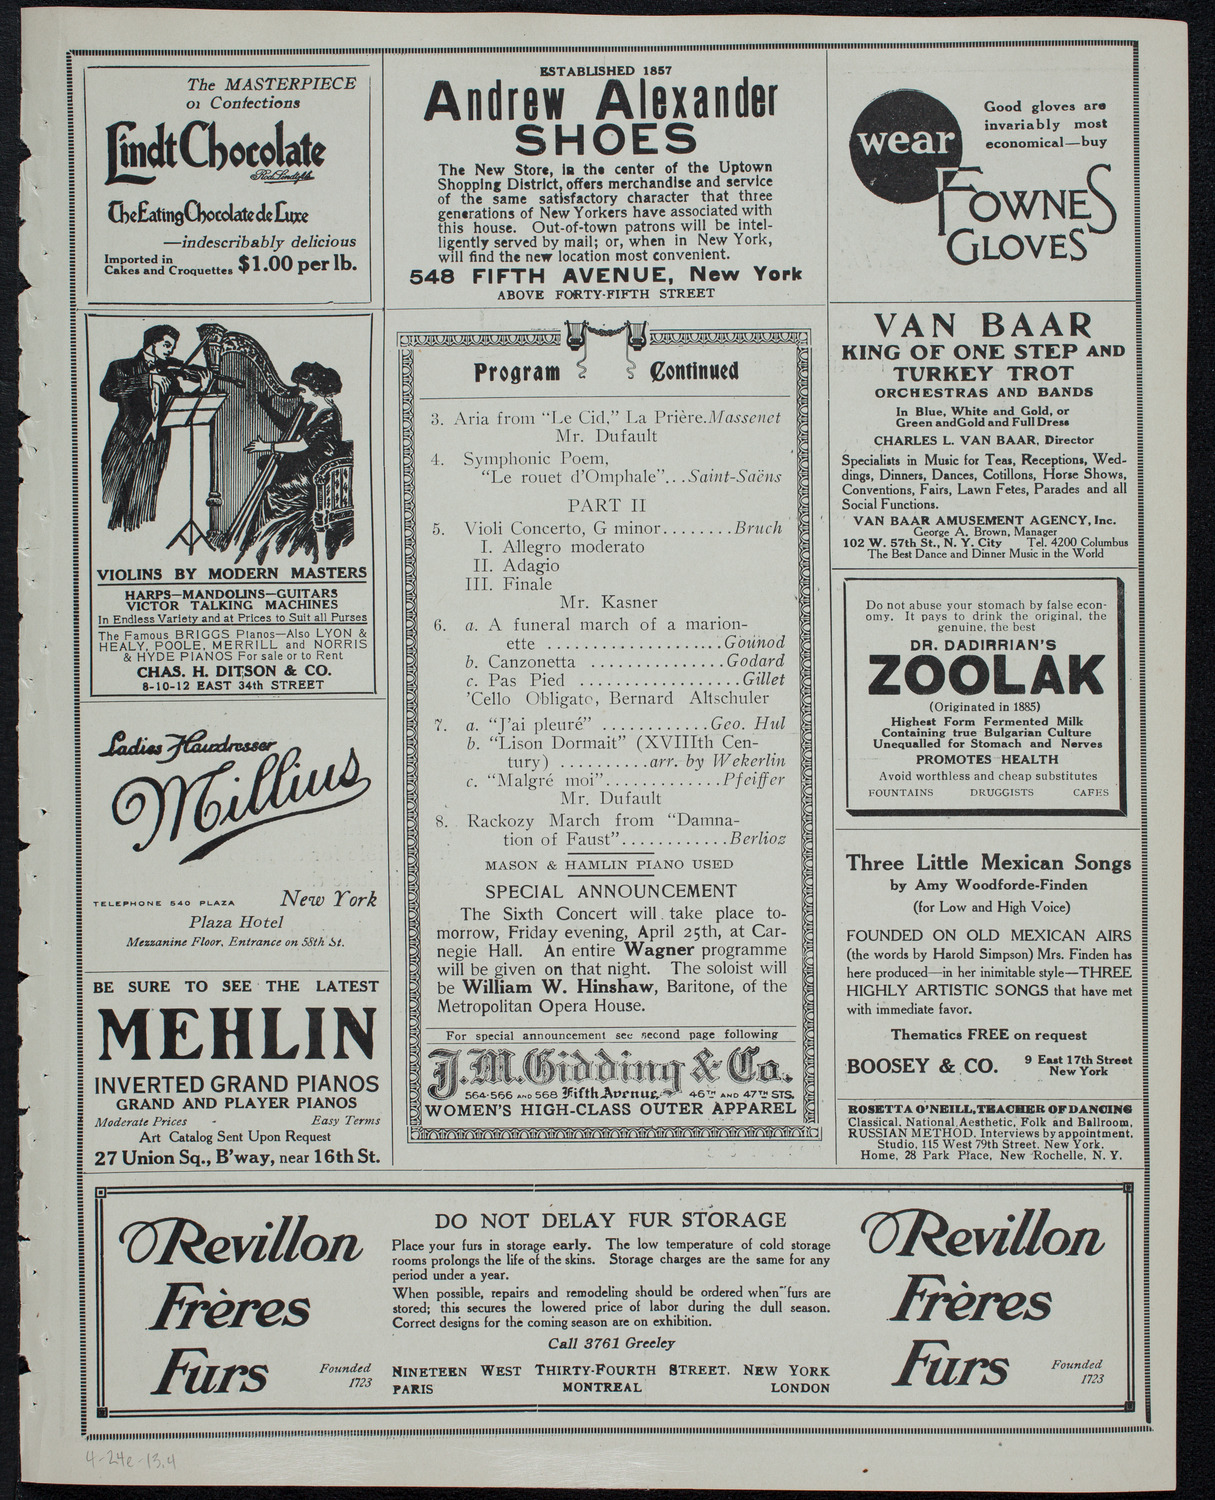 The MASTERPIECE
of Confections
Lindt Chocolate
Rod. Lindt fils
The Eating Chocolate de Luxe
—indescribably delicious
Imported in
Cakes and Croquettes $1.00 per lb.
VIOLINS BY MODERN MASTERS
HARPS—MANDOLINS—GUITARS
VICTOR TALKING MACHINES
In Endless Variety and at Prices to Suit all Purses
The Famous BRIGGS Pianos—Also LYON &
HEALY, POOLE, MERRILL and NORRIS
& HYDE PIANOS For sale or to Rent
CHAS. H. DITSON & CO.
8-10-12 EAST 34th STREET
Ladies Hairdresser
Millius
TELEPHONE 540 PLAZA New York
Plaza Hotel
Mezzanine Floor, Entrance on 58th St.
BE SURE TO SEE THE LATEST
MEHLIN
INVERTED GRAND PIANOS
GRAND AND PLAYER PIANOS
Moderate Prices - Easy Terms
Art Catalog Sent Upon Request
27 Union Sq., B'way, near 16th St.
ESTABLISHED 1857
Andrew Alexander
SHOES
The New Store, in the center of the Uptown
Shopping District, offers merchandise and service
of the same satisfactory character that three
generations of New Yorkers have associated with
this house. Out-of-town patrons will be intel-
ligently served by mail; or, when in New York,
will find the new location most convenient.
548 FIFTH AVENUE, New York
ABOVE FORTY-FIFTH STREET
Program Continued
3. Aria from "Le Cid," La Prière.Massenet
Mr. Dufault
4. Symphonic Poem,
"Le rouet d'Omphale"...Saint-Saëns
PART II
5. Violi Concerto, G minor........Bruch
I. Allegro moderato
II. Adagio
III. Finale
Mr. Kasner
6. a. A funeral march of a marion-
ette ....................Gounod
b. Canzonetta ...............Godard
c. Pas Pied ..................Gillet
'Cello Obligato, Bernard Altschuler
7. a. "J'ai pleuré" ............Geo. Hul
b. "Lison Dormait" (XVIIIth Cen-
tury) ..........arr. by Wekerlin
c. "Malgré moi".............Pfeiffer
Mr. Dufault
8. Rackozy March from "Damna-
tion of Faust"............Berlioz
MASON & HAMLIN PIANO USED
SPECIAL ANNOUNCEMENT
The Sixth Concert will take place to-
morrow, Friday evening, April 25th, at Car-
negie Hall. An entire Wagner programme
will be given on that night. The soloist will
be William W. Hinshaw, Baritone, of the
Metropolitan Opera House.
For special announcement see second page following
J.M. Gidding & Co.
564-566 AND 568 Fifth Avenue 46TH AND 47TH STS.
WOMEN'S HIGH-CLASS OUTER APPAREL
wear
Good gloves are
invariably most
economical—buy
FOWNES
GLOVES
VAN BAAR
KING OF ONE STEP AND
TURKEY TROT
ORCHESTRAS AND BANDS
In Blue, White and Gold, or
Green andGold and Full Dress
CHARLES L. VAN BAAR, Director
Specialists in Music for Teas, Receptions, Wed-
dings, Dinners, Dances, Cotillons, Horse Shows,
Conventions, Fairs, Lawn Fetes, Parades and all
Social Functions.
VAN BAAR AMUSEMENT AGENCY, Inc.
George A. Brown, Manager
102 W. 57th St., N. Y. City Tel. 4200 Columbus
The Best Dance and Dinner Music in the World
Do not abuse your stomach by false econ-
omy. It pays to drink the original, the
genuine, the best
DR. DADIRRIAN'S
ZOOLAK
(Originated in 1885)
Highest Form Fermented Milk
Containing true Bulgarian Culture
Unequalled for Stomach and Nerves
PROMOTES HEALTH
Avoid worthless and cheap substitutes
FOUNTAINS DRUGGISTS CAFES
Three Little Mexican Songs
by Amy Woodforde-Finden
(for Low and High Voice)
FOUNDED ON OLD MEXICAN AIRS
(the words by Harold Simpson) Mrs. Finden has
here produced—in her inimitable style—THREE
HIGHLY ARTISTIC SONGS that have met
with immediate favor.
Thematics FREE on request
BOOSEY & CO. 9 East 17th Street
New York
ROSETTA O'NEILL, TEACHER OF DANCING
Classical, National, Aesthetic, Folk and Ballroom,
RUSSIAN METHOD. Interviews by appointment,
Studio, 115 West 79th Street, New York.
Home, 28 Park Place, New Rochelle, N. Y.
Revillon
Frères
Furs Founded
1723
DO NOT DELAY FUR STORAGE
Place your furs in storage early. The low temperature of cold storage
rooms prolongs the life of the skins. Storage charges are the same for any
period under a year.
When possible, repairs and remodeling should be ordered when furs are
stored; this secures the lowered price of labor during the dull season.
Correct designs for the coming season are on exhibition.
Call 3761 Greeley
NINETEEN WEST THIRTY-FOURTH STREET, NEW YORK
PARIS MONTREAL LONDON
Revillon
Frères
Furs Founded
1723
4-24e-13.4